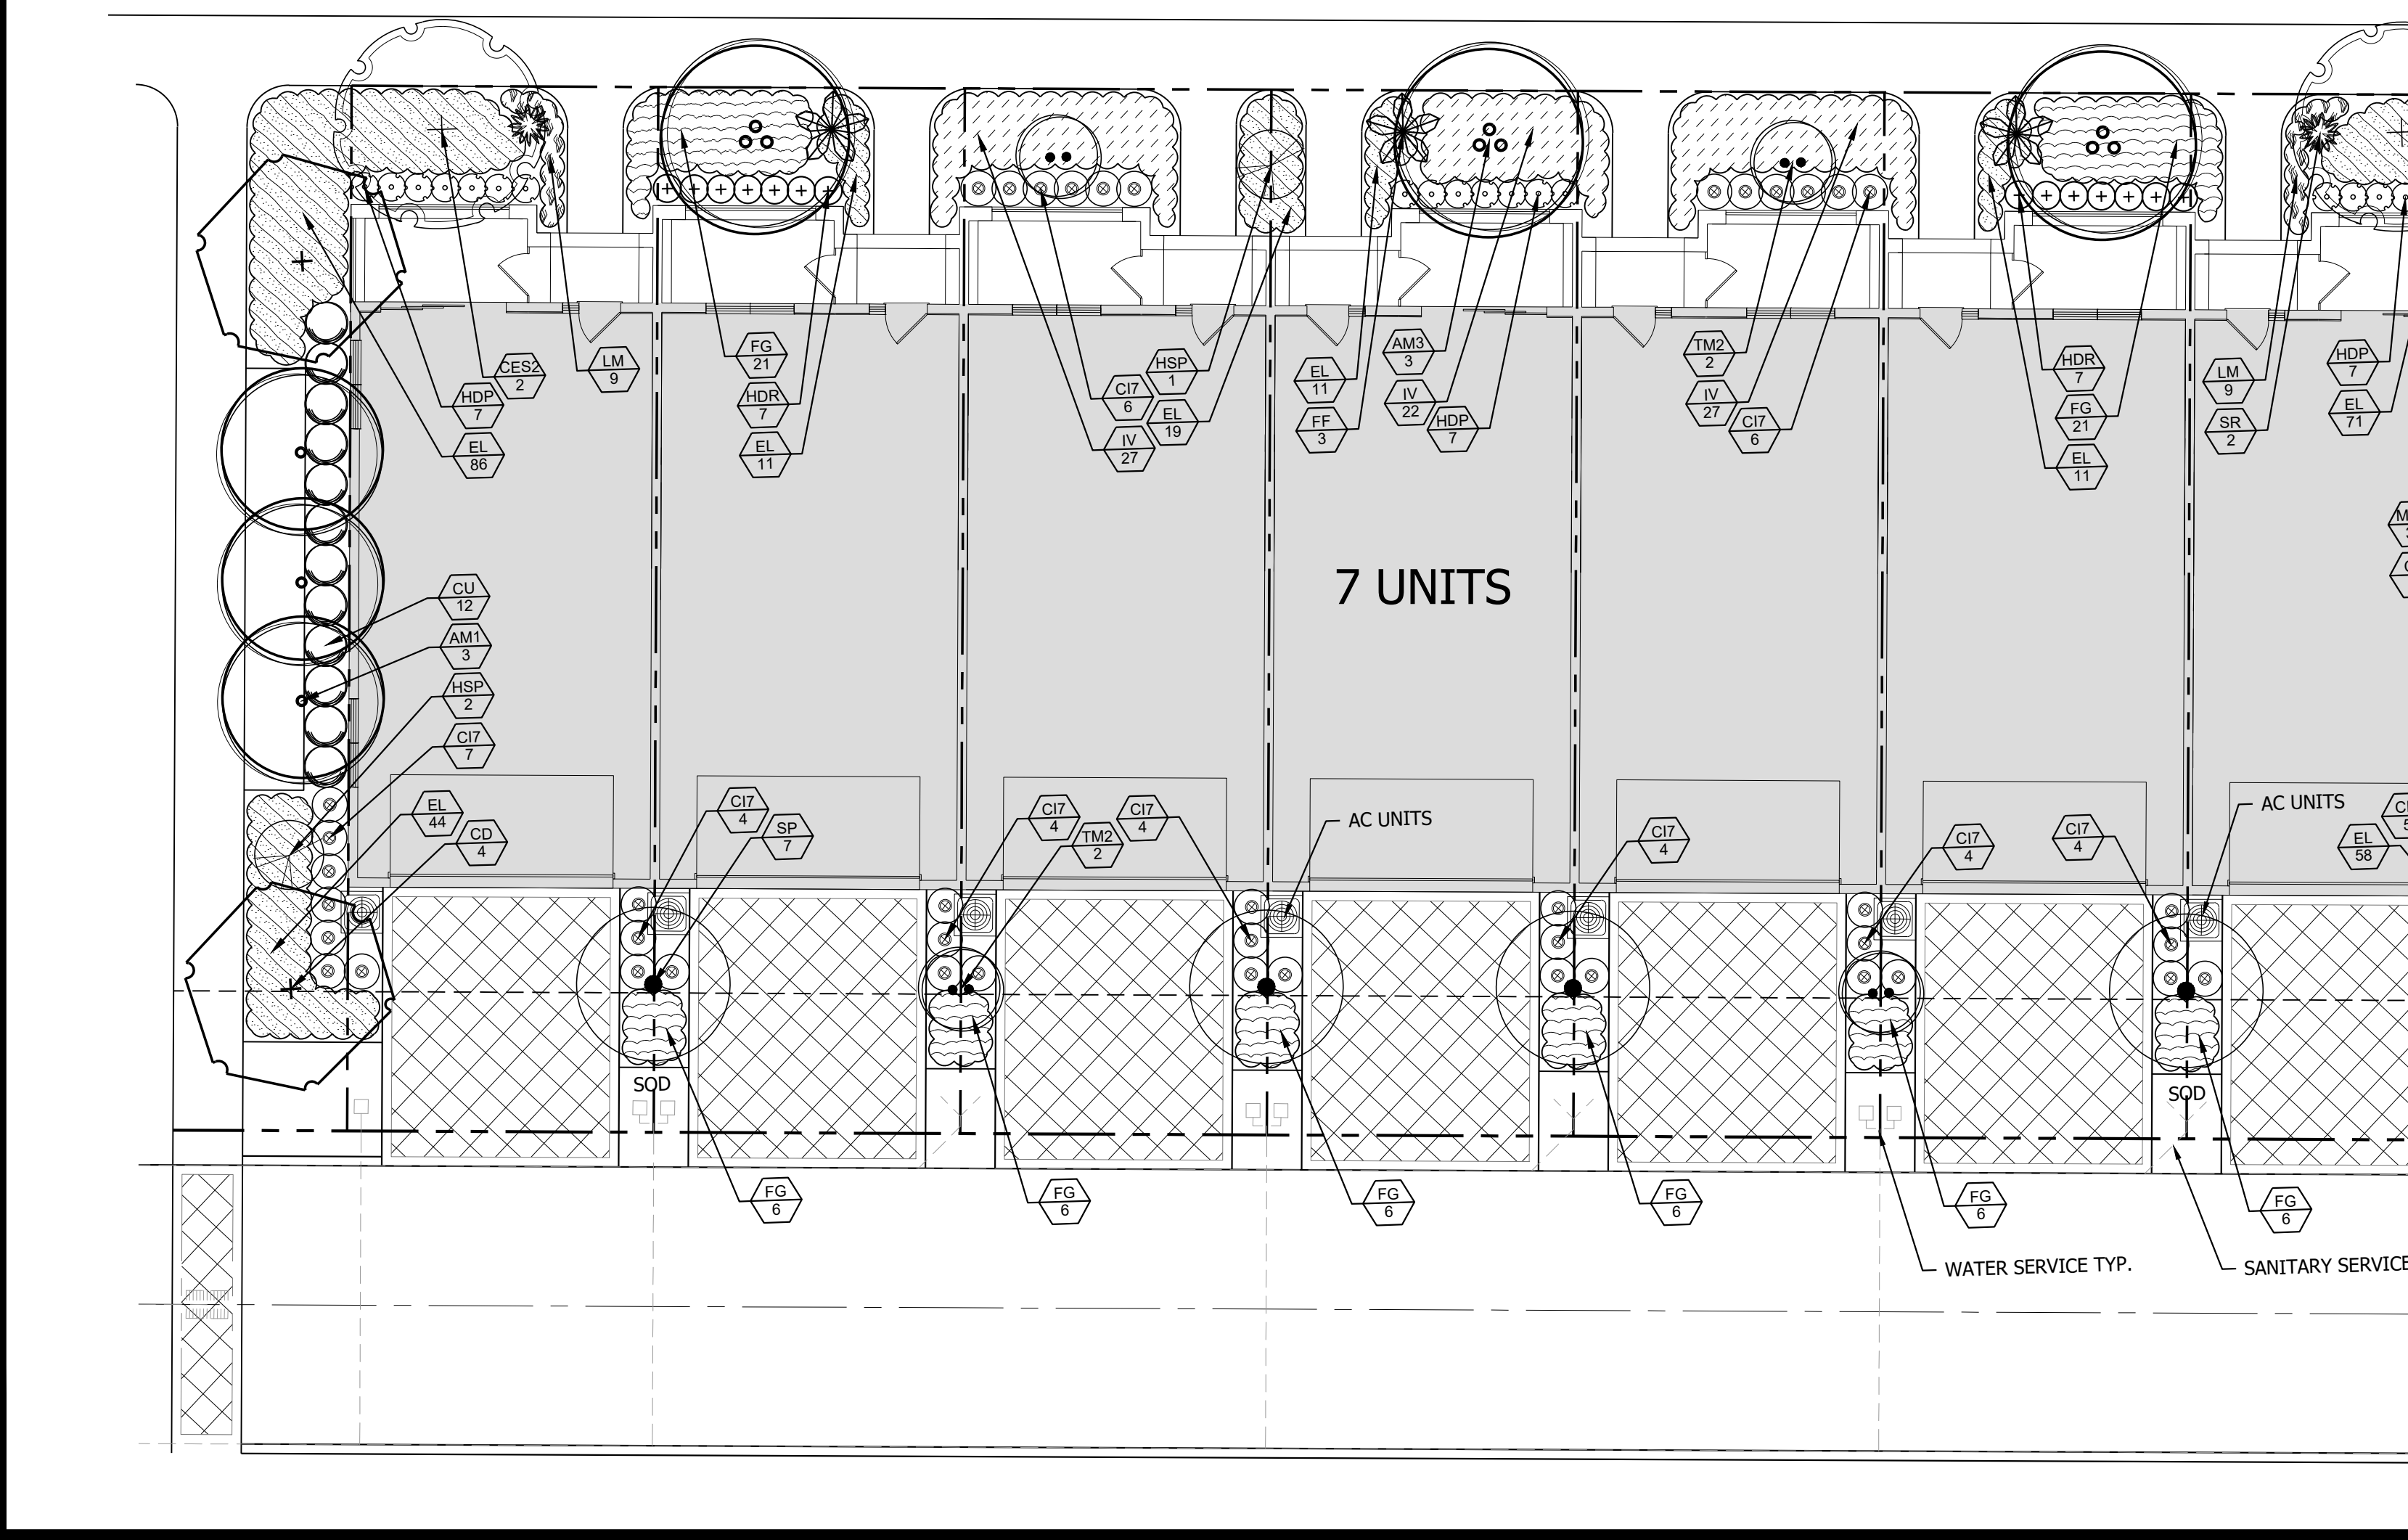 CES2
2
LM
9
HDP
7
EL
86
FG
21
HDR
7
EL
11
HSP
1
CI7
6
EL
19
IV
27
EL
11
FF
3
AM3
3
IV
22
HDP
7
TM2
2
IV
27
CI7
6
HDR
7
FG
21
EL
11
LM
9
SR
2
HDP
7
EL
71
7 UNITS
CU
12
AM1
3
HSP
2
CI7
7
EL
44
CD
4
CI7
4
SP
7
CI7
4
TM2
2
CI7
4
AC UNITS
CI7
4
CI7
4
CI7
4
AC UNITS
EL
58
SOD
SOD
FG
6
FG
6
FG
6
FG
6
FG
6
FG
6
WATER SERVICE TYP.
SANITARY SERVICE